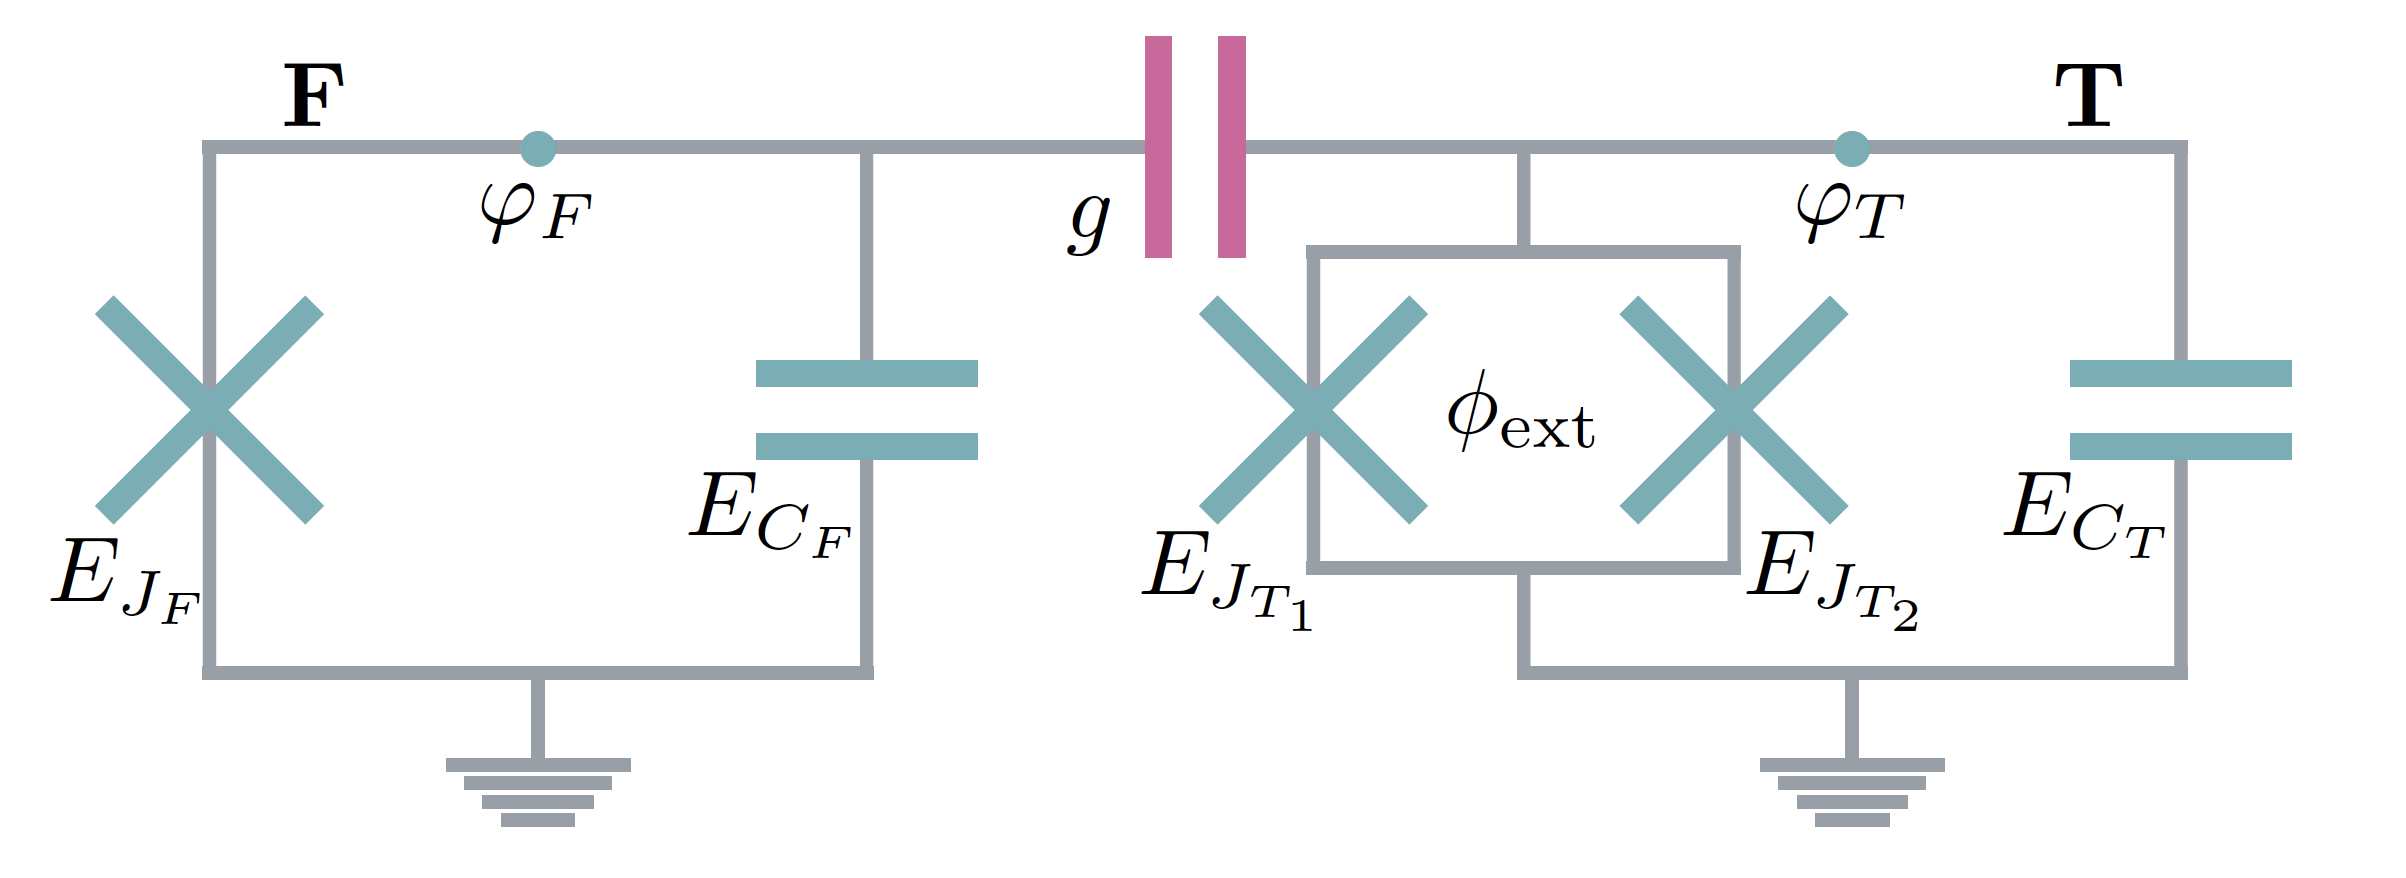 F
T
φ_F
g
φ_T
ϕ_ext
E_{C_F}
E_{C_T}
E_{J_F}
E_{J_{T_1}}
E_{J_{T_2}}